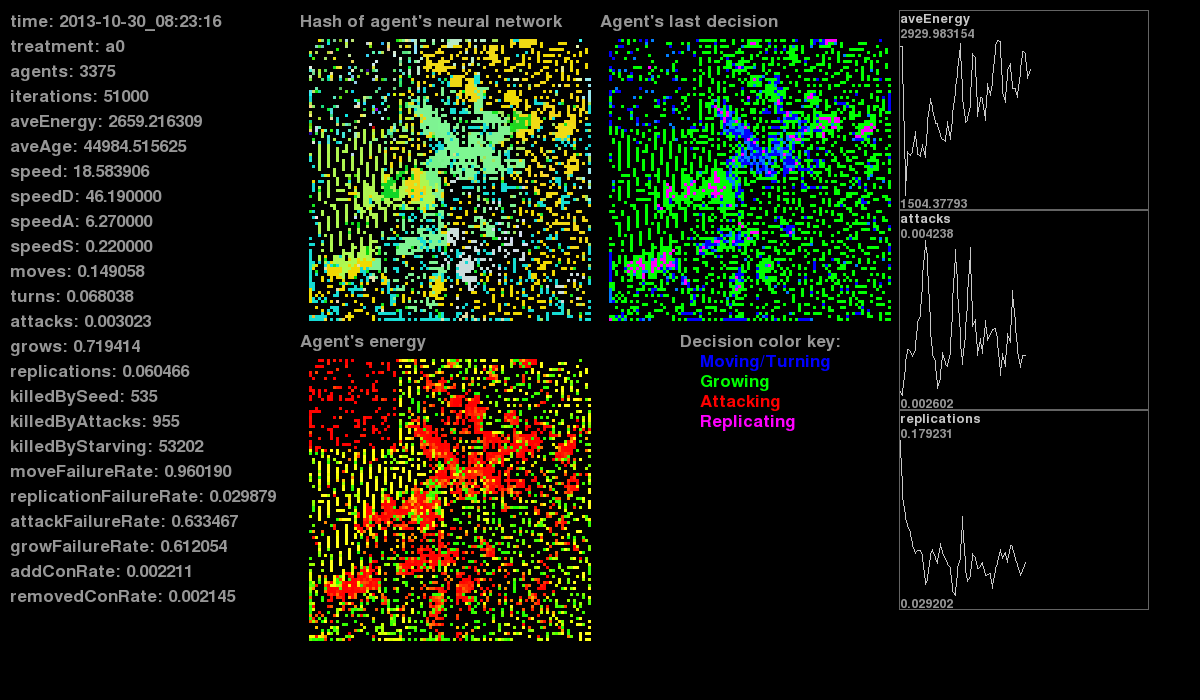 time: 2013-10-30_08:23:16
treatment: a0
agents: 3375
iterations: 51000
aveEnergy: 2659.216309
aveAge: 44984.515625
speed: 18.583906
speedD: 46.190000
speedA: 6.270000
speedS: 0.220000
moves: 0.149058
turns: 0.068038
attacks: 0.003023
grows: 0.719414
replications: 0.060466
killedBySeed: 535
killedByAttacks: 955
killedByStarving: 53202
moveFailureRate: 0.960190
replicationFailureRate: 0.029879
attackFailureRate: 0.633467
growFailureRate: 0.612054
addConRate: 0.002211
removedConRate: 0.002145
Hash of agent's neural network
Agent's last decision
Agent's energy
Decision color key:
Moving/Turning
Growing
Attacking
Replicating
aveEnergy
2929.983154
1504.37793
attacks
0.004238
0.002602
replications
0.179231
0.029202